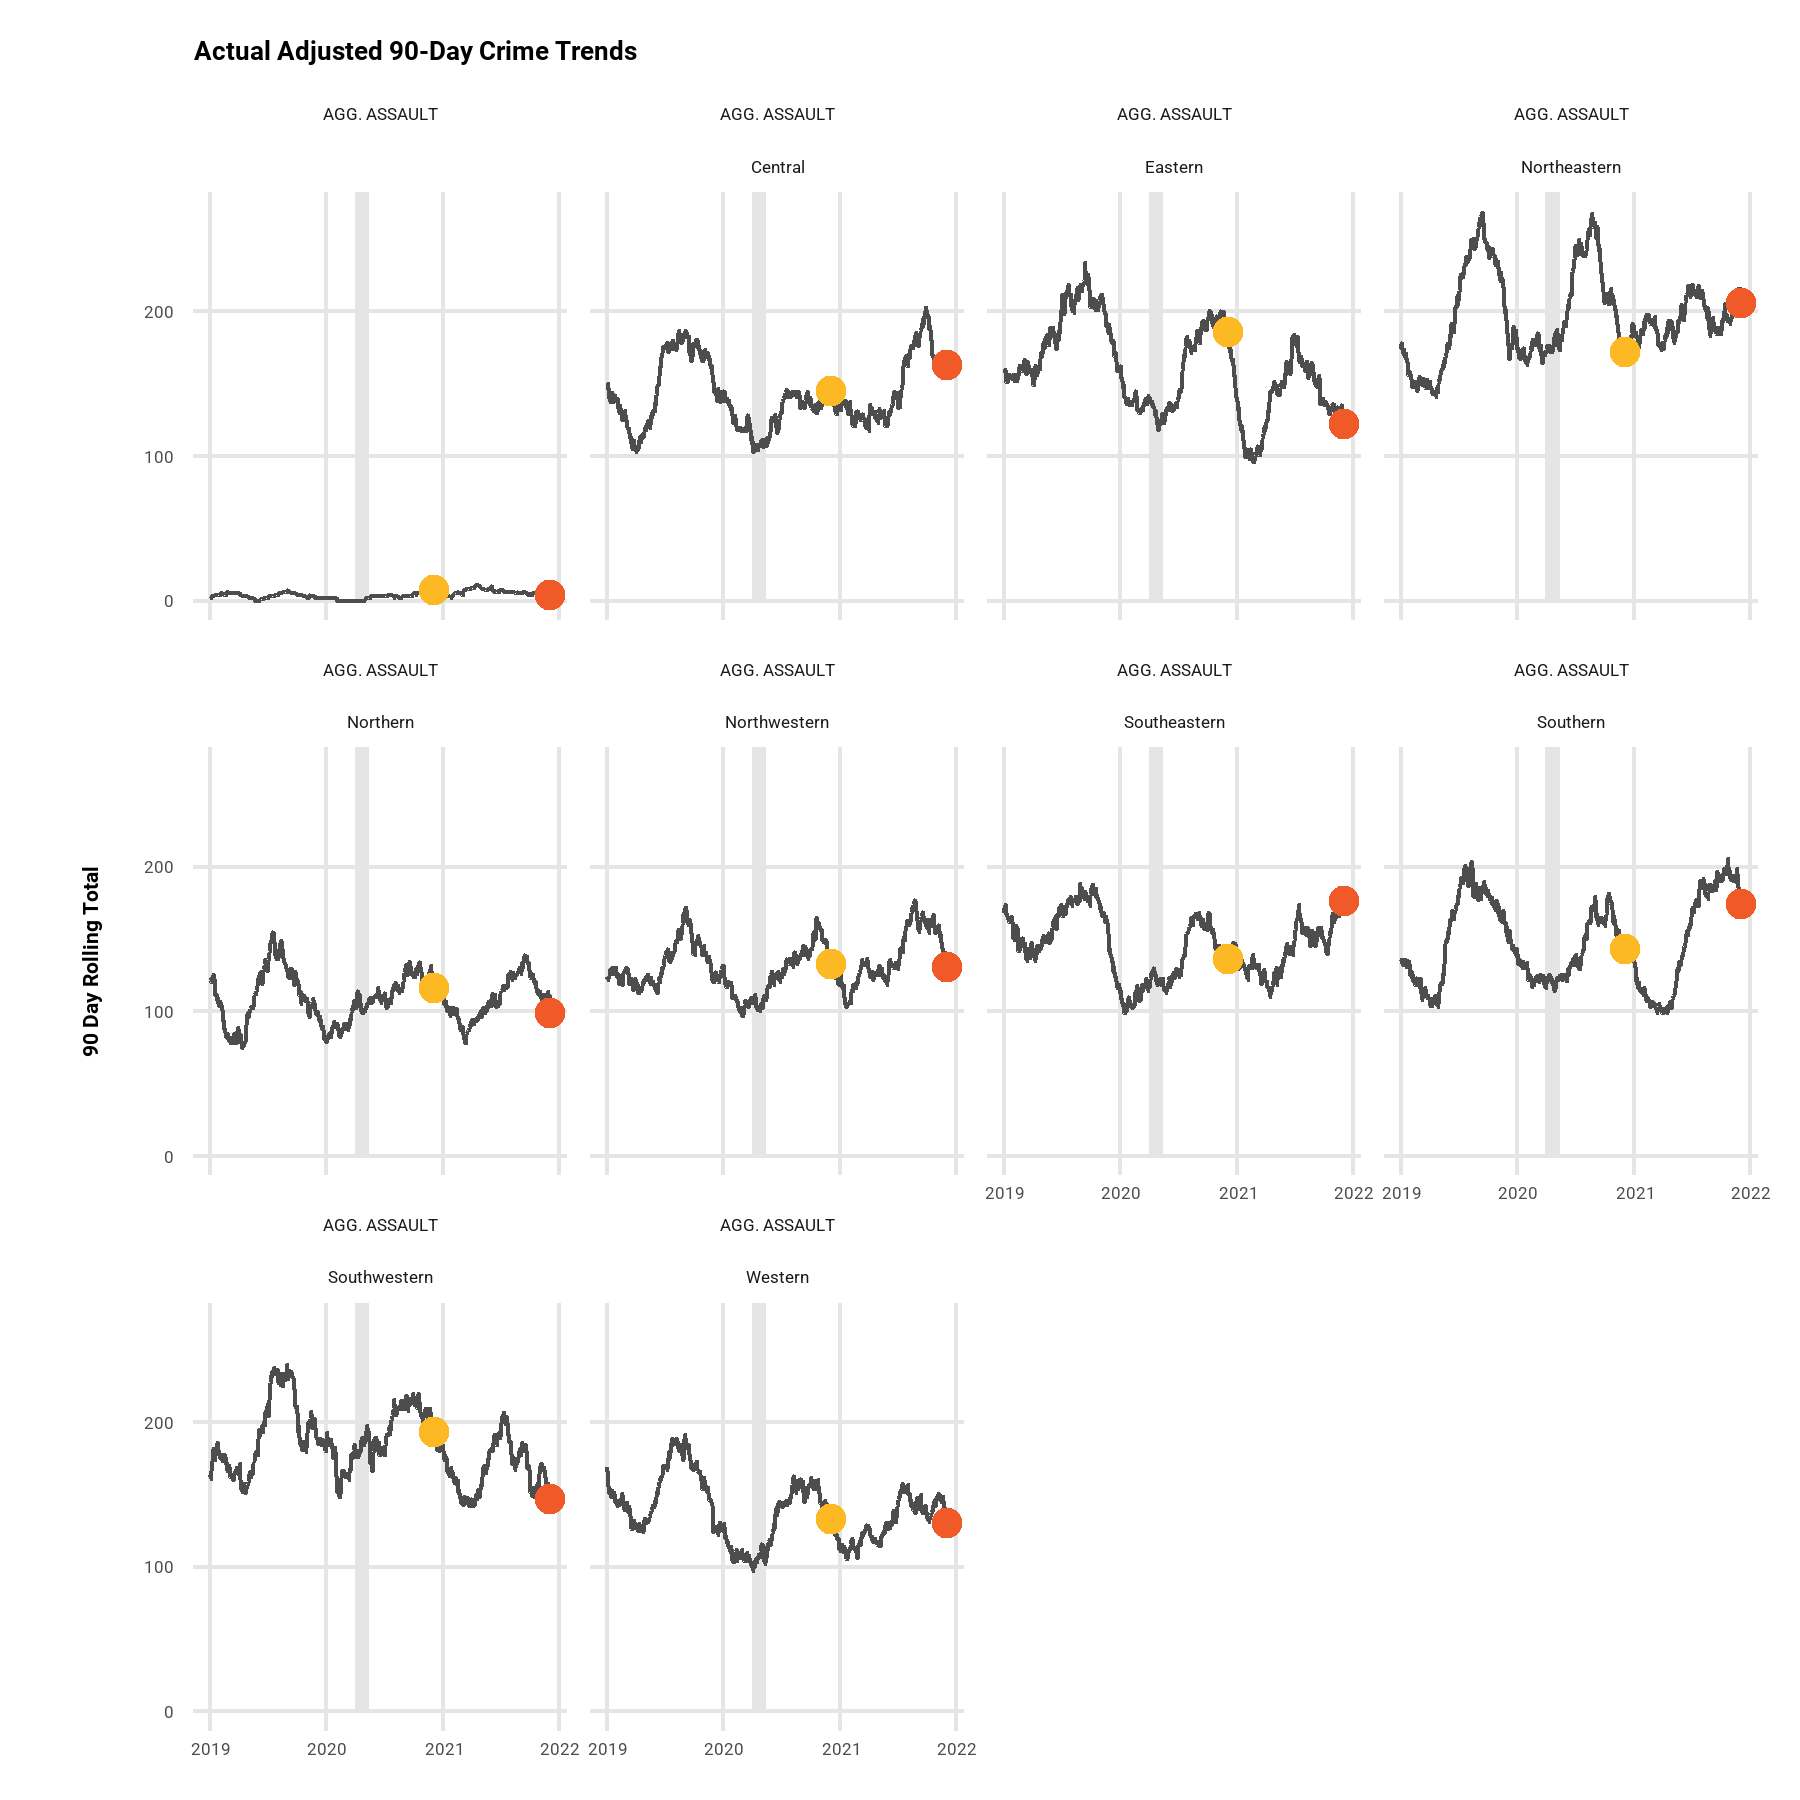 Actual Adjusted 90-Day Crime Trends
AGG. ASSAULT
AGG. ASSAULT
AGG. ASSAULT
AGG. ASSAULT
Central
Eastern
Northeastern
200
100
0
AGG. ASSAULT
AGG. ASSAULT
AGG. ASSAULT
AGG. ASSAULT
Northern
Northwestern
Southeastern
Southern
90 Day Rolling Total
200
100
0
2019 2020 2021 2022 2019 2020 2021 2022
AGG. ASSAULT
AGG. ASSAULT
Southwestern
Western
200
100
0
2019 2020 2021 2022 2019 2020 2021 2022